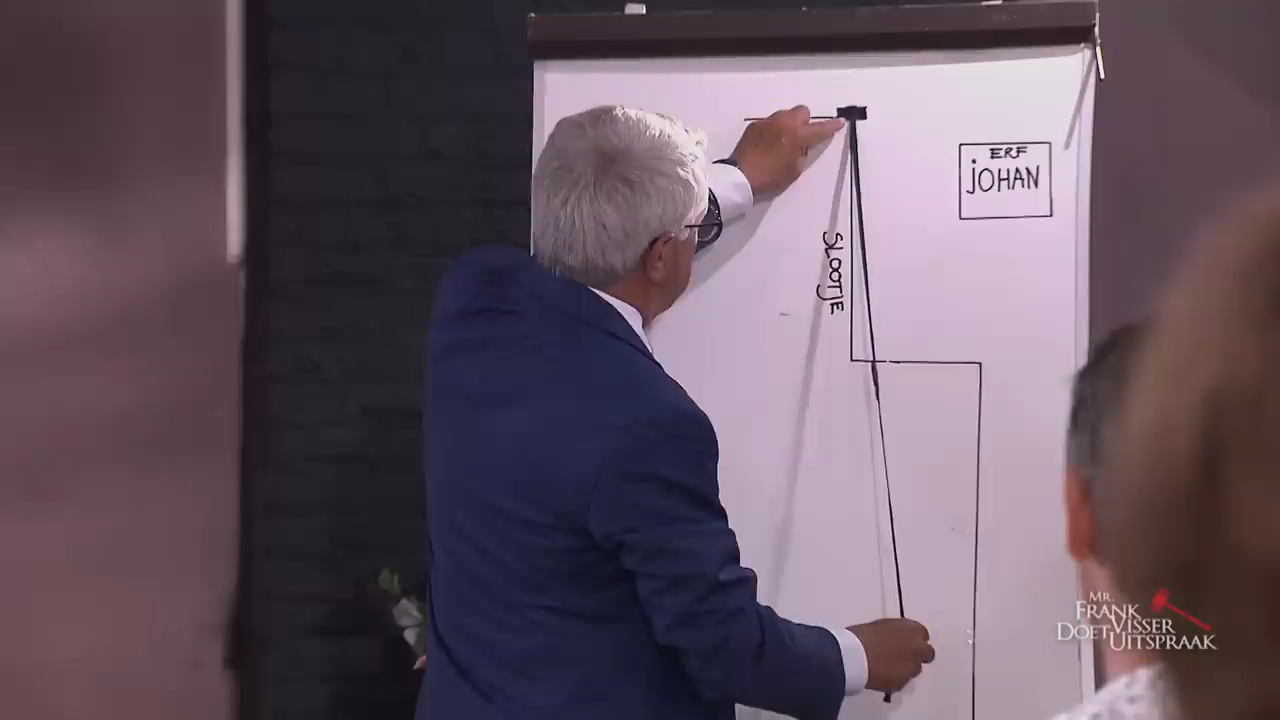 ERF
JOHAN
SLOOTJE
MR.
FRANK
VISSER
DOET
UITSPRAAK